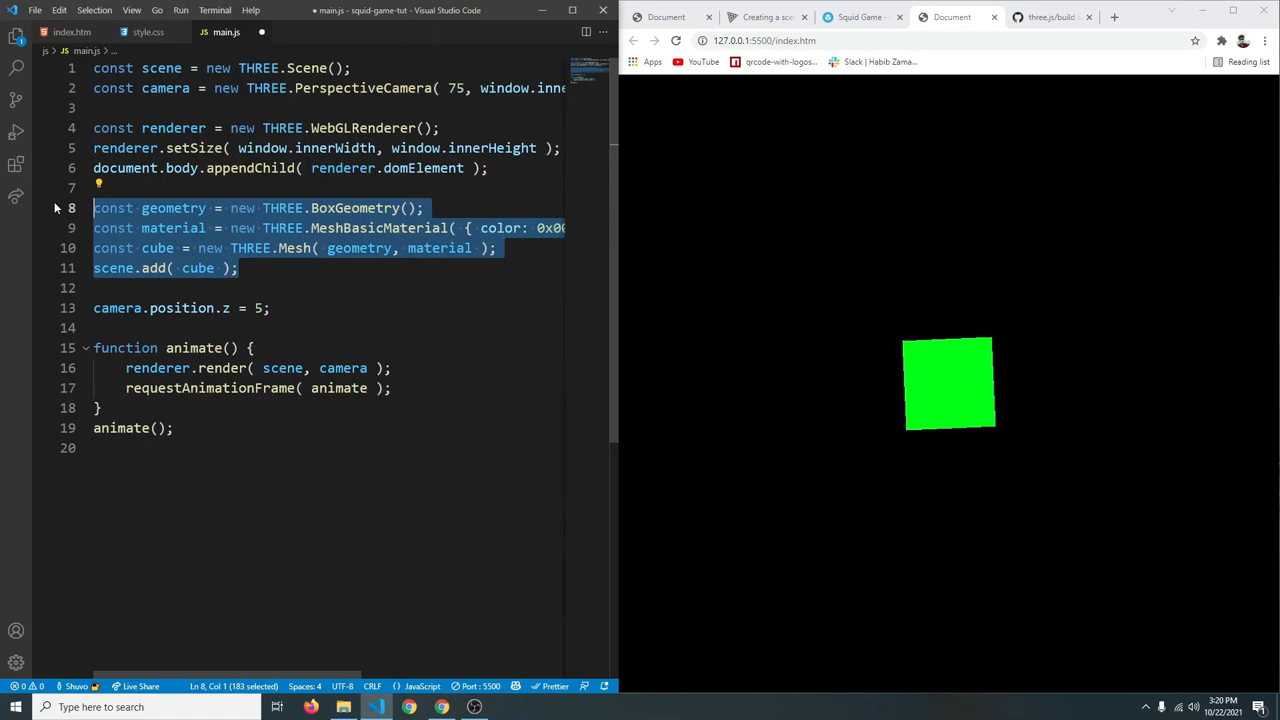 File Edit Selection View Go Run Terminal Help ● main.js - squid-game-tut - Visual Studio Code
Document Creating a sce Squid Game - Document three.js/build
index.htm style.css JS main.js
js > JS main.js > ...
127.0.0.1:5500/index.htm
Apps YouTube qrcode-with-logos... Slack | Habib Zama... Reading list
1 const scene = new THREE.Scene();
2 const camera = new THREE.PerspectiveCamera( 75, window.inne
3
4 const renderer = new THREE.WebGLRenderer();
5 renderer.setSize( window.innerWidth, window.innerHeight );
6 document.body.appendChild( renderer.domElement );
7
8 const geometry = new THREE.BoxGeometry();
9 const material = new THREE.MeshBasicMaterial( { color: 0x00
10 const cube = new THREE.Mesh( geometry, material );
11 scene.add( cube );
12
13 camera.position.z = 5;
14
15 function animate() {
16 renderer.render( scene, camera );
17 requestAnimationFrame( animate );
18 }
19 animate();
20
1
0 0 Shuvo Live Share Ln 8, Col 1 (183 selected) Spaces: 4 UTF-8 CRLF {} JavaScript Port : 5500 Prettier
Type here to search
3:20 PM
10/22/2021
1